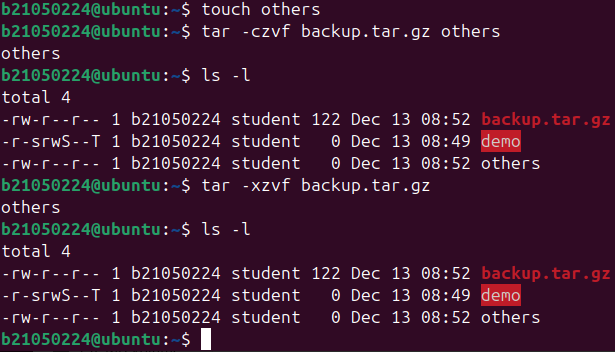 b21050224@ubuntu:~$ touch others
b21050224@ubuntu:~$ tar -czvf backup.tar.gz others
others
b21050224@ubuntu:~$ ls -l
total 4
-rw-r--r-- 1 b21050224 student 122 Dec 13 08:52 backup.tar.gz
-r-srwS--T 1 b21050224 student   0 Dec 13 08:49 demo
-rw-r--r-- 1 b21050224 student   0 Dec 13 08:52 others
b21050224@ubuntu:~$ tar -xzvf backup.tar.gz
others
b21050224@ubuntu:~$ ls -l
total 4
-rw-r--r-- 1 b21050224 student 122 Dec 13 08:52 backup.tar.gz
-r-srwS--T 1 b21050224 student   0 Dec 13 08:49 demo
-rw-r--r-- 1 b21050224 student   0 Dec 13 08:52 others
b21050224@ubuntu:~$